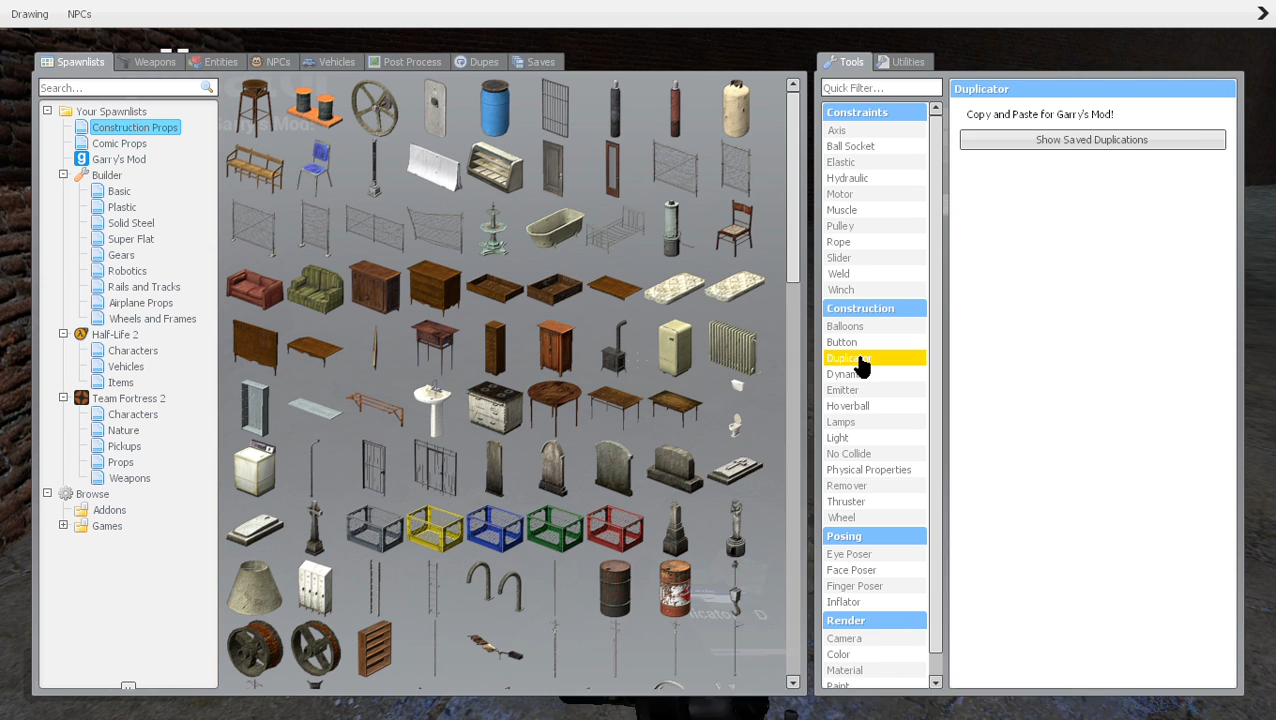 Drawing NPCs
Spawnlists Weapons Entities NPCs Vehicles Post Process Dupes Saves
Search...
Your Spawnlists
Construction Props
Comic Props
Garry's Mod
Builder
Basic
Plastic
Solid Steel
Super Flat
Gears
Robotics
Rails and Tracks
Airplane Props
Wheels and Frames
Half-Life 2
Characters
Vehicles
Items
Team Fortress 2
Characters
Nature
Pickups
Props
Weapons
Browse
Addons
Games
Garry's Mod!
Tools Utilities
Quick Filter...
Constraints
Axis
Ball Socket
Elastic
Hydraulic
Motor
Muscle
Pulley
Rope
Slider
Weld
Winch
Construction
Balloons
Button
Duplicator
Emitter
Hoverball
Lamps
Light
No Collide
Physical Properties
Remover
Thruster
Wheel
Posing
Eye Poser
Face Poser
Finger Poser
Inflator
Render
Camera
Color
Material
Paint
Duplicator
Copy and Paste for Garry's Mod!
Show Saved Duplications